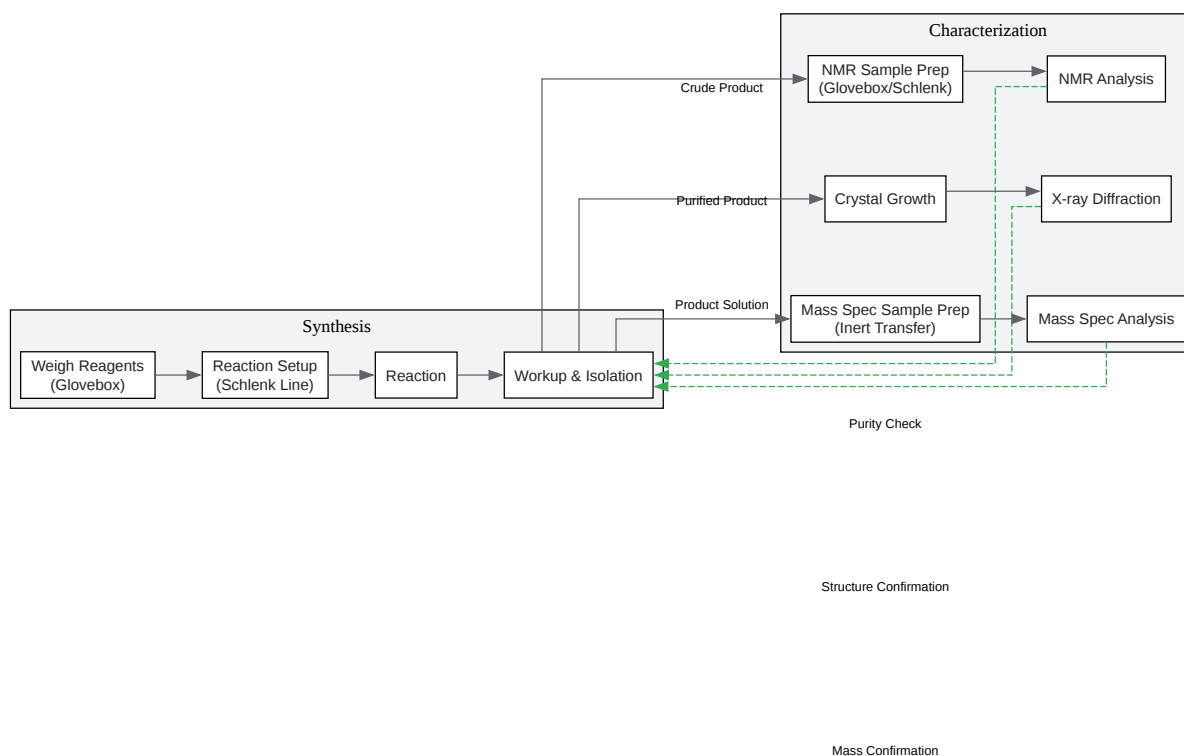 Characterization
NMR Sample Prep
(Glovebox/Schlenk)
NMR Analysis
Crude Product
Crystal Growth
X-ray Diffraction
Purified Product
Product Solution
Mass Spec Sample Prep
(Inert Transfer)
Mass Spec Analysis
Synthesis
Weigh Reagents
(Glovebox)
Reaction Setup
(Schlenk Line)
Reaction
Workup & Isolation
Purity Check
Structure Confirmation
Mass Confirmation